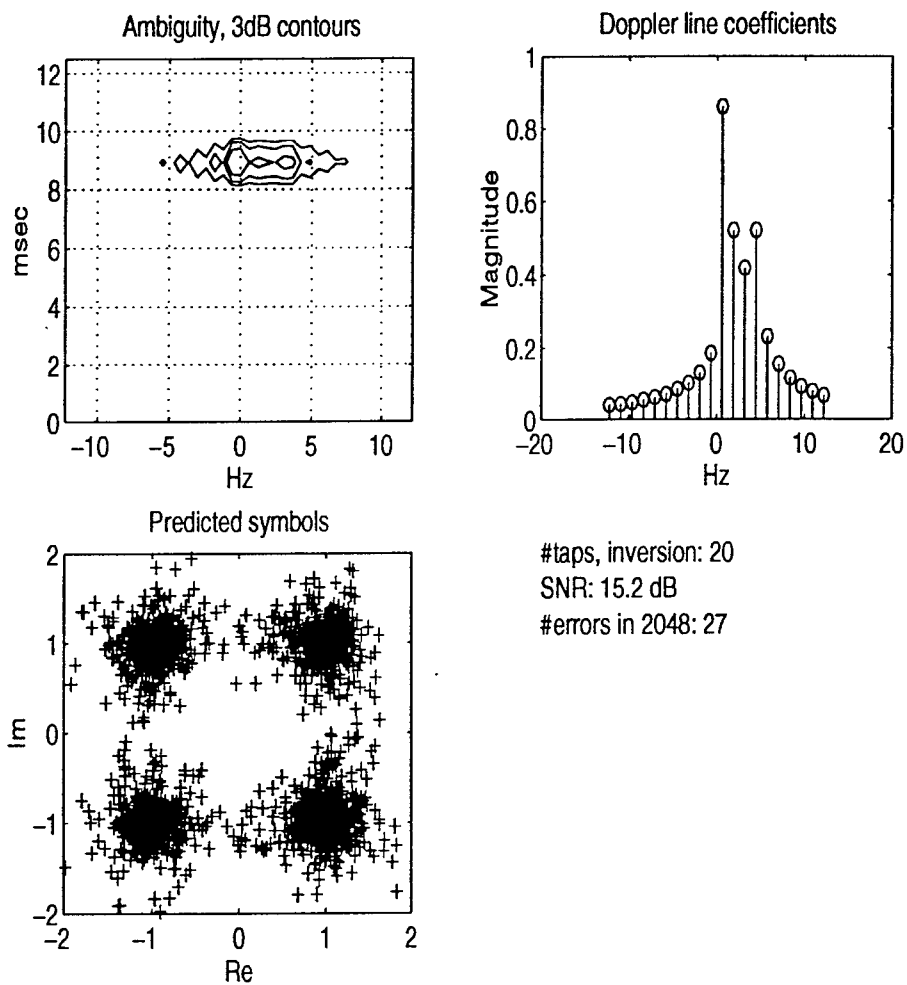 Ambiguity, 3dB contours
12
10
8
6
4
2
0
msec
−10 −5 0 5 10
Hz
Doppler line coefficients
1
0.8
0.6
0.4
0.2
0
Magnitude
−20 −10 0 10 20
Hz
Predicted symbols
2
1
0
−1
−2
Im
−2 −1 0 1 2
Re
#taps, inversion: 20
SNR: 15.2 dB
#errors in 2048: 27